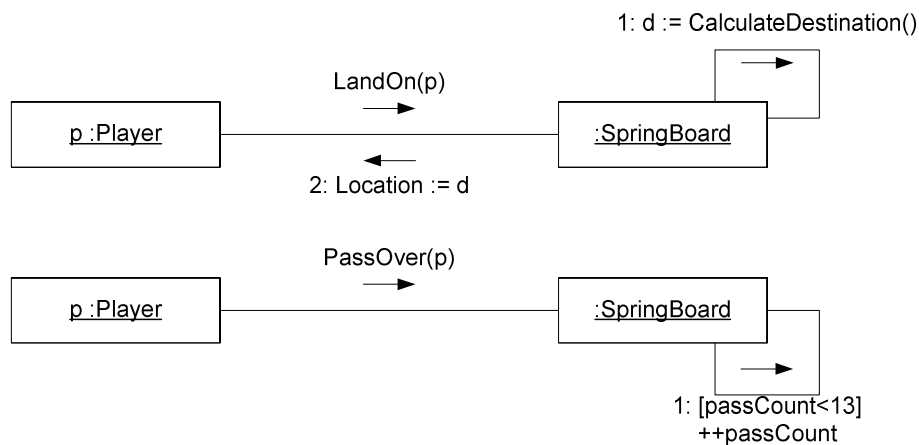 1: d := CalculateDestination()
LandOn(p)
p :Player
:SpringBoard
2: Location := d
PassOver(p)
p :Player
:SpringBoard
1: [passCount<13]
++passCount